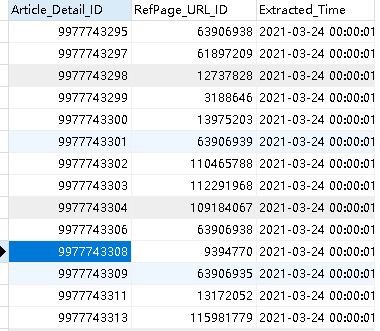 Article_Detail_ID RefPage_URL_ID Extracted_Time
9977743295 63906938 2021-03-24 00:00:01
9977743297 61897209 2021-03-24 00:00:01
9977743298 12737828 2021-03-24 00:00:01
9977743299 3188646 2021-03-24 00:00:01
9977743300 13975203 2021-03-24 00:00:01
9977743301 63906939 2021-03-24 00:00:01
9977743302 110465788 2021-03-24 00:00:01
9977743303 112291968 2021-03-24 00:00:01
9977743304 109184067 2021-03-24 00:00:01
9977743306 63906938 2021-03-24 00:00:01
9977743308 9394770 2021-03-24 00:00:01
9977743309 63906935 2021-03-24 00:00:01
9977743311 13172052 2021-03-24 00:00:01
9977743313 115981779 2021-03-24 00:00:01